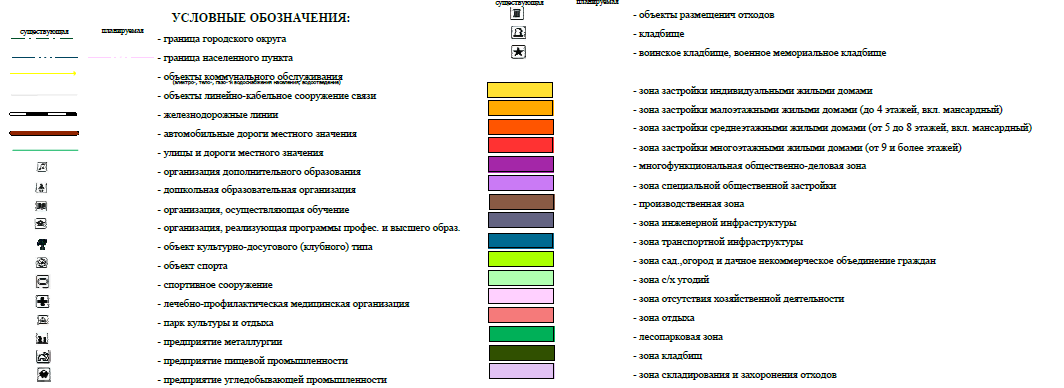 УСЛОВНЫЕ ОБОЗНАЧЕНИЯ:
существующая планируемая
- граница городского округа
- граница населенного пункта
- объекты коммунального обслуживания
(электро-, тепло-, газо- и водоснабжения населения; водоотведение)
- объекты линейно-кабельное сооружение связи
- железнодорожные линии
- автомобильные дороги местного значения
- улицы и дороги местного значения
- организация дополнительного образования
- дошкольная образовательная организация
- организация, осуществляющая обучение
- организация, реализующая программы профес. и высшего образ.
- объект культурно-досугового (клубного) типа
- объект спорта
- спортивное сооружение
- лечебно-профилактическая медицинская организация
- парк культуры и отдыха
- предприятие металлургии
- предприятие пищевой промышленности
- предприятие угледобывающей промышленности
существующая планируемая
- объекты размещенич отходов
- кладбище
- воинское кладбище, военное мемориальное кладбище
- зона застройки индивидуальными жилыми домами
- зона застройки малоэтажными жилыми домами (до 4 этажей, вкл. мансардный)
- зона застройки среднеэтажными жилыми домами (от 5 до 8 этажей, вкл. мансардный)
- зона застройки многоэтажными жилыми домами (от 9 и более этажей)
- многофункциональная общественно-деловая зона
- зона специальной общественной застройки
- производственная зона
- зона инженерной инфраструктуры
- зона транспортной инфраструктуры
- зона сад.,огород и дачное некоммерческое объединение граждан
- зона с/х угодий
- зона отсутствия хозяйственной деятельности
- зона отдыха
- лесопарковая зона
- зона кладбищ
- зона складирования и захоронения отходов